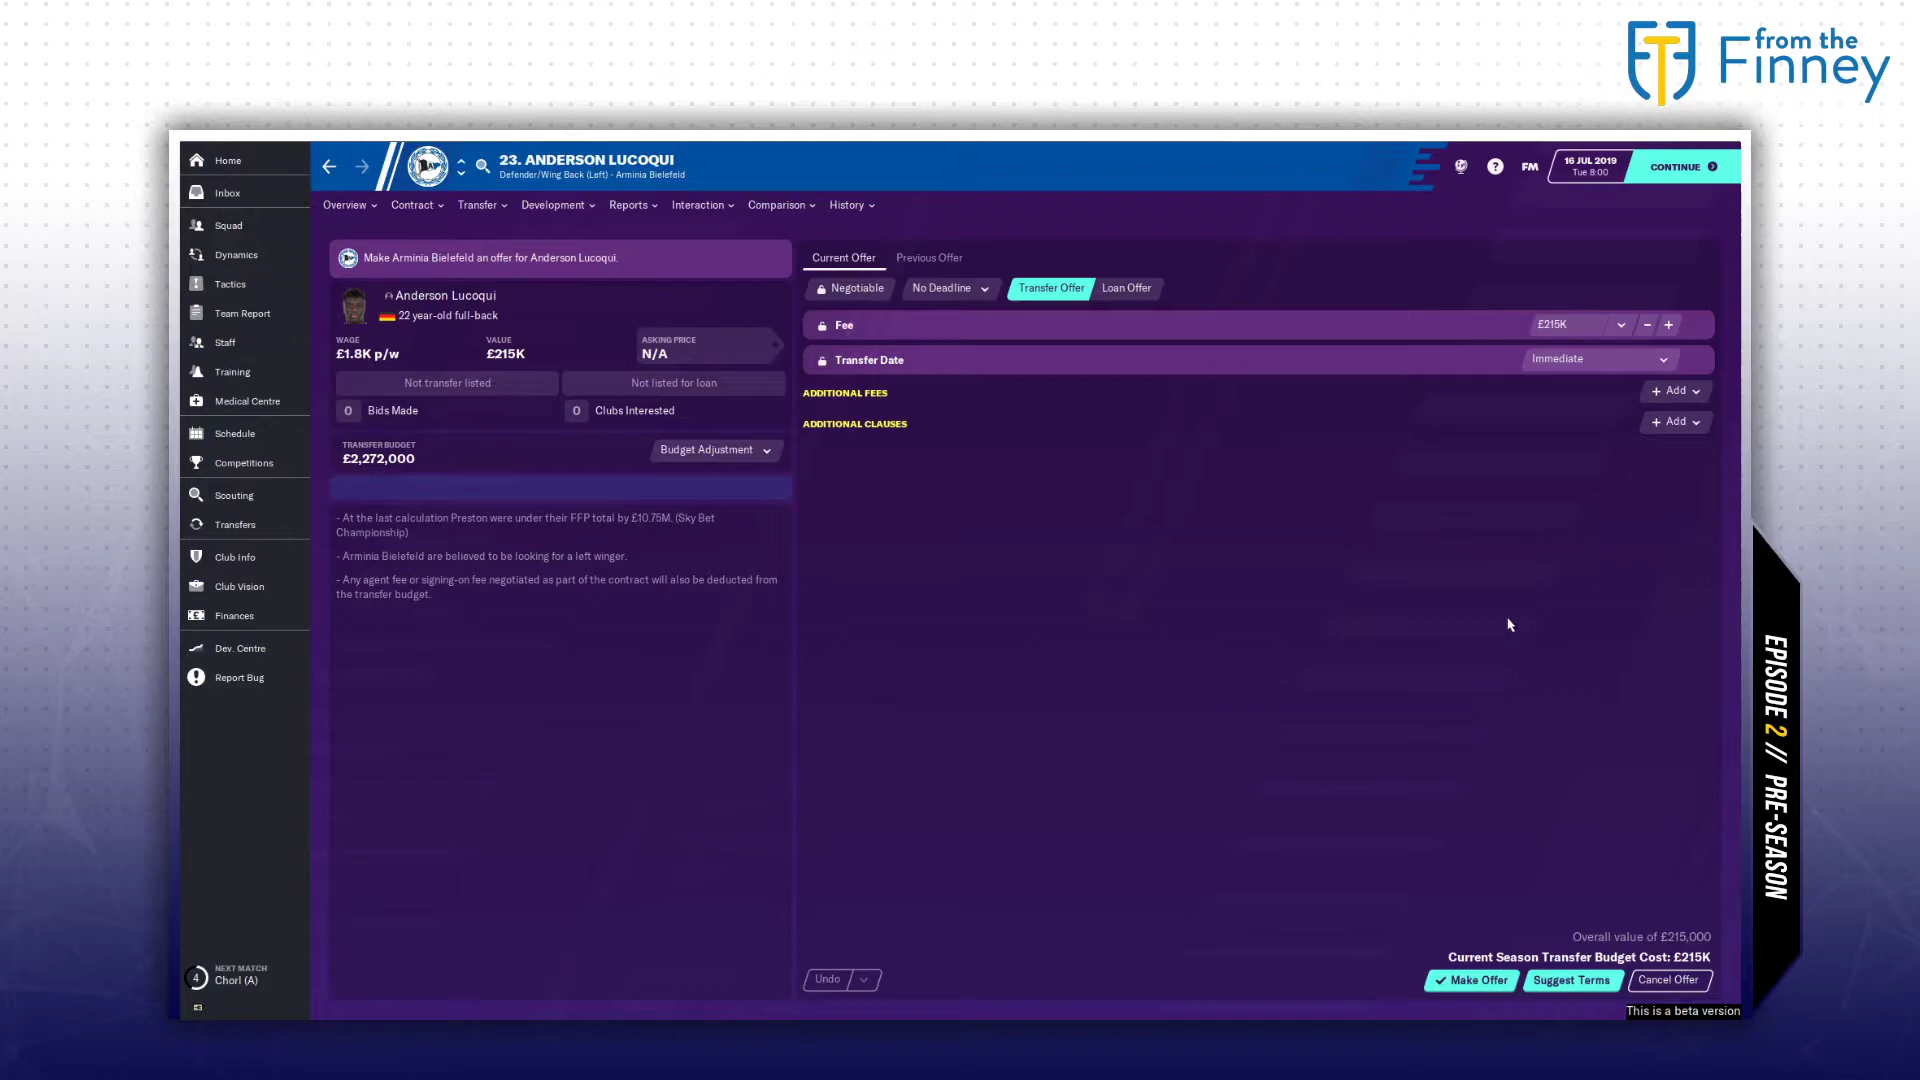 from the
Finney
Home
Inbox
Squad
Dynamics
Tactics
Team Report
Staff
Training
Medical Centre
Schedule
Competitions
Scouting
Transfers
Club Info
Club Vision
Finances
Dev. Centre
Report Bug
4
NEXT MATCH
Chorl (A)
23. ANDERSON LUCOQUI
Defender/Wing Back (Left) - Arminia Bielefeld
FM
16 JUL 2019
Tue 8:00
CONTINUE
Overview
Contract
Transfer
Development
Reports
Interaction
Comparison
History
Make Arminia Bielefeld an offer for Anderson Lucoqui.
Anderson Lucoqui
22 year-old full-back
WAGE
£1.8K p/w
VALUE
£215K
ASKING PRICE
N/A
Not transfer listed
Not listed for loan
0 Bids Made
0 Clubs Interested
TRANSFER BUDGET
£2,272,000
Budget Adjustment
- At the last calculation Preston were under their FFP total by £10.75M. (Sky Bet
Championship)
- Arminia Bielefeld are believed to be looking for a left winger.
- Any agent fee or signing-on fee negotiated as part of the contract will also be deducted from
the transfer budget.
Current Offer
Previous Offer
Negotiable
No Deadline
Transfer Offer
Loan Offer
Fee
£215K
Transfer Date
Immediate
ADDITIONAL FEES
+ Add
ADDITIONAL CLAUSES
+ Add
Overall value of £215,000
Current Season Transfer Budget Cost: £215K
Undo
Make Offer
Suggest Terms
Cancel Offer
This is a beta version
EPISODE 2 // PRE-SEASON